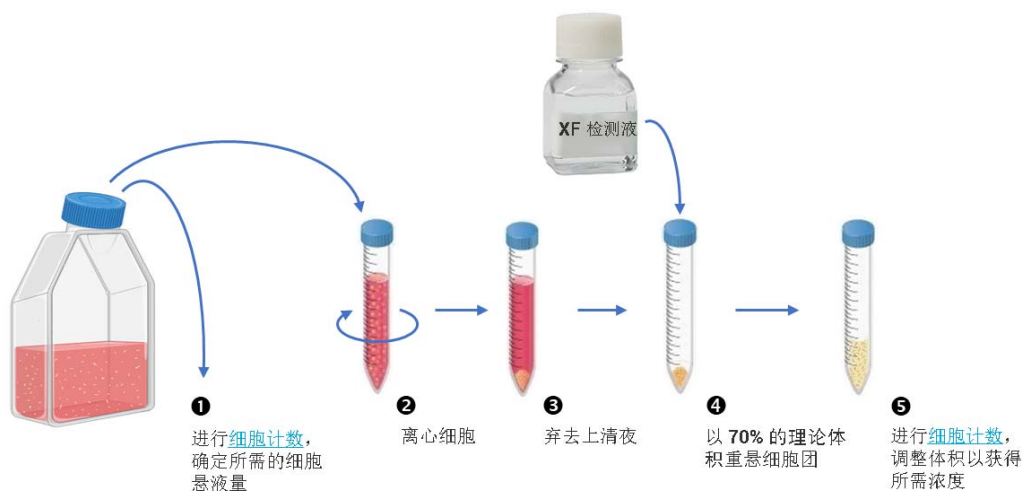 XF 检测液
❶
进行细胞计数，
确定所需的细胞
悬液量
❷
离心细胞
❸
弃去上清夜
❹
以 70% 的理论体
积重悬细胞团
❺
进行细胞计数，
调整体积以获得
所需浓度